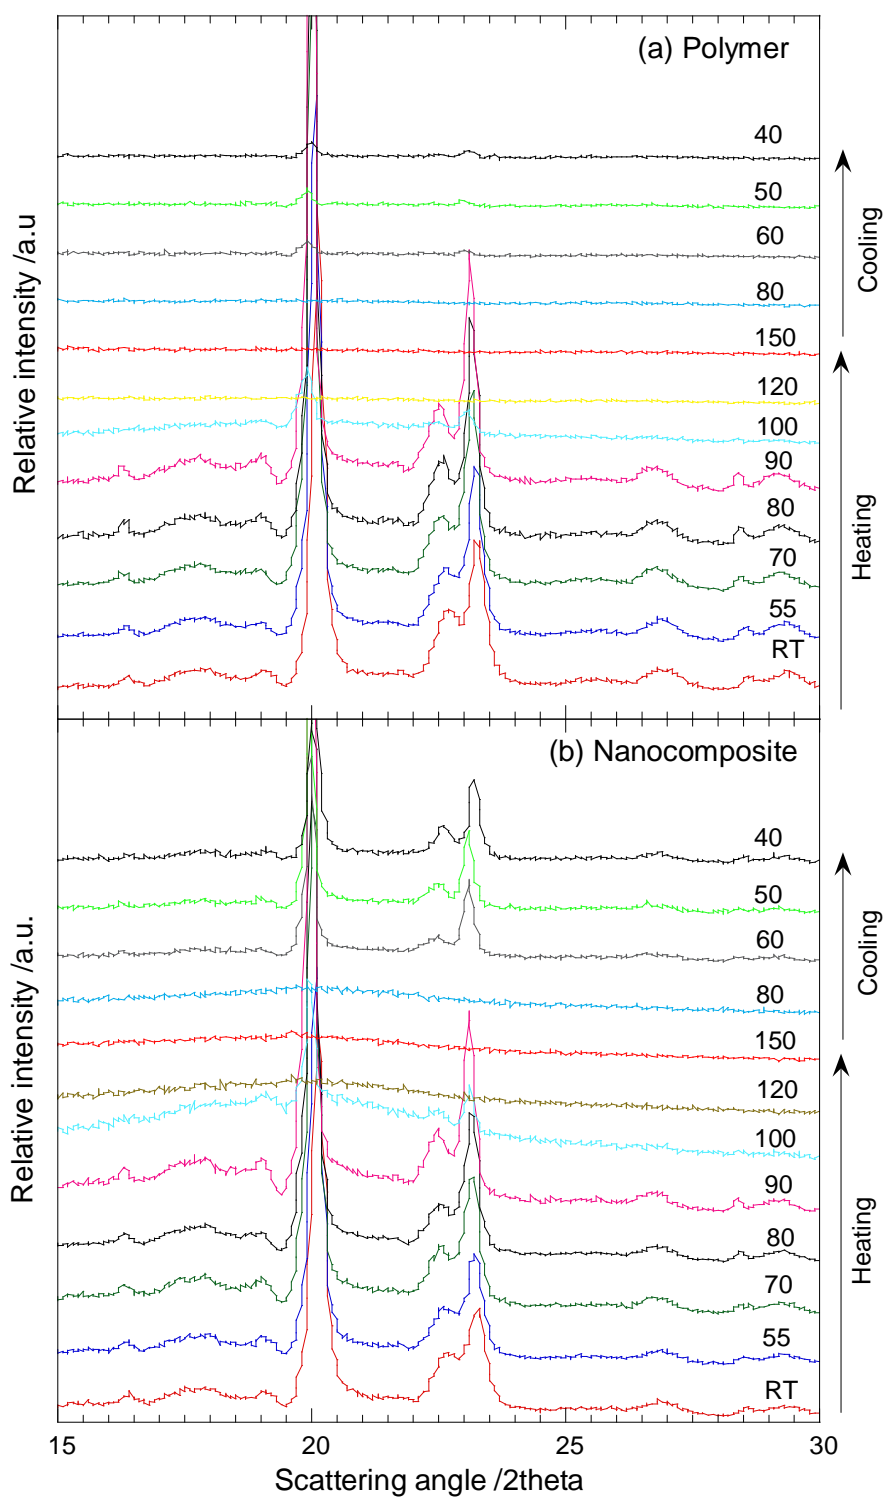 (a) Polymer
Relative intensity /a.u
40
50
60
80
150
120
100
90
80
70
55
RT
Cooling
Heating
(b) Nanocomposite
Relative intensity /a.u.
40
50
60
80
150
120
100
90
80
70
55
RT
Cooling
Heating
15 20 25 30
Scattering angle /2theta